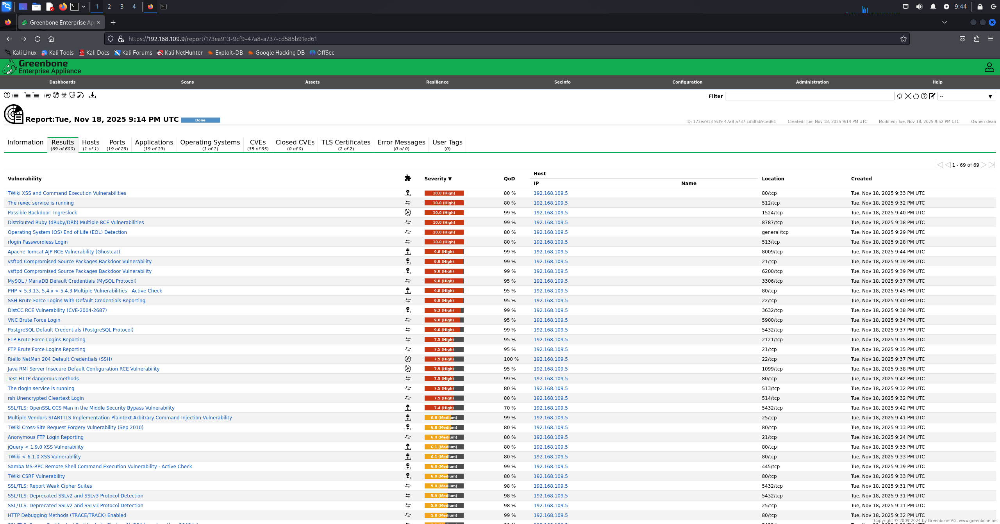 1 2 3 4 9:44
Greenbone Enterprise Ap
https://192.168.109.9/report/173ea913-9cf9-47a8-a737-cd585b91ed61
Kali Linux Kali Tools Kali Docs Kali Forums Kali NetHunter Exploit-DB Google Hacking DB OffSec
Greenbone
Enterprise Appliance
Dashboards Scans Assets Resilience SecInfo Configuration Administration Help
Filter --
Report:Tue, Nov 18, 2025 9:14 PM UTC Done ID: 173ea913-9cf9-47a8-a737-cd585b91ed61 Created: Tue, Nov 18, 2025 9:14 PM UTC Modified: Tue, Nov 18, 2025 9:52 PM UTC Owner: dean
Information Results Hosts Ports Applications Operating Systems CVEs Closed CVEs TLS Certificates Error Messages User Tags
(69 of 600) (1 of 1) (19 of 23) (19 of 19) (1 of 1) (35 of 35) (0 of 0) (2 of 2) (0 of 0) (0)
1 - 69 of 69
Host
Vulnerability Severity ▼ QoD Location Created
IP Name
TWiki XSS and Command Execution Vulnerabilities 10.0 (High) 80 % 192.168.109.5 80/tcp Tue, Nov 18, 2025 9:33 PM UTC
The rexec service is running 10.0 (High) 80 % 192.168.109.5 512/tcp Tue, Nov 18, 2025 9:32 PM UTC
Possible Backdoor: Ingreslock 10.0 (High) 99 % 192.168.109.5 1524/tcp Tue, Nov 18, 2025 9:40 PM UTC
Distributed Ruby (dRuby/DRb) Multiple RCE Vulnerabilities 10.0 (High) 99 % 192.168.109.5 8787/tcp Tue, Nov 18, 2025 9:38 PM UTC
Operating System (OS) End of Life (EOL) Detection 10.0 (High) 80 % 192.168.109.5 general/tcp Tue, Nov 18, 2025 9:29 PM UTC
rlogin Passwordless Login 10.0 (High) 80 % 192.168.109.5 513/tcp Tue, Nov 18, 2025 9:28 PM UTC
Apache Tomcat AJP RCE Vulnerability (Ghostcat) 9.8 (High) 99 % 192.168.109.5 8009/tcp Tue, Nov 18, 2025 9:44 PM UTC
vsftpd Compromised Source Packages Backdoor Vulnerability 9.8 (High) 99 % 192.168.109.5 21/tcp Tue, Nov 18, 2025 9:39 PM UTC
vsftpd Compromised Source Packages Backdoor Vulnerability 9.8 (High) 99 % 192.168.109.5 6200/tcp Tue, Nov 18, 2025 9:39 PM UTC
MySQL / MariaDB Default Credentials (MySQL Protocol) 9.8 (High) 95 % 192.168.109.5 3306/tcp Tue, Nov 18, 2025 9:37 PM UTC
PHP < 5.3.13, 5.4.x < 5.4.3 Multiple Vulnerabilities - Active Check 9.8 (High) 95 % 192.168.109.5 80/tcp Tue, Nov 18, 2025 9:45 PM UTC
SSH Brute Force Logins With Default Credentials Reporting 9.8 (High) 95 % 192.168.109.5 22/tcp Tue, Nov 18, 2025 9:40 PM UTC
DistCC RCE Vulnerability (CVE-2004-2687) 9.3 (High) 99 % 192.168.109.5 3632/tcp Tue, Nov 18, 2025 9:38 PM UTC
VNC Brute Force Login 9.0 (High) 95 % 192.168.109.5 5900/tcp Tue, Nov 18, 2025 9:34 PM UTC
PostgreSQL Default Credentials (PostgreSQL Protocol) 9.0 (High) 99 % 192.168.109.5 5432/tcp Tue, Nov 18, 2025 9:37 PM UTC
FTP Brute Force Logins Reporting 7.5 (High) 95 % 192.168.109.5 2121/tcp Tue, Nov 18, 2025 9:35 PM UTC
FTP Brute Force Logins Reporting 7.5 (High) 95 % 192.168.109.5 21/tcp Tue, Nov 18, 2025 9:35 PM UTC
Riello NetMan 204 Default Credentials (SSH) 7.5 (High) 100 % 192.168.109.5 22/tcp Tue, Nov 18, 2025 9:37 PM UTC
Java RMI Server Insecure Default Configuration RCE Vulnerability 7.5 (High) 95 % 192.168.109.5 1099/tcp Tue, Nov 18, 2025 9:38 PM UTC
Test HTTP dangerous methods 7.5 (High) 99 % 192.168.109.5 80/tcp Tue, Nov 18, 2025 9:42 PM UTC
The rlogin service is running 7.5 (High) 80 % 192.168.109.5 513/tcp Tue, Nov 18, 2025 9:32 PM UTC
rsh Unencrypted Cleartext Login 7.5 (High) 80 % 192.168.109.5 514/tcp Tue, Nov 18, 2025 9:32 PM UTC
SSL/TLS: OpenSSL CCS Man in the Middle Security Bypass Vulnerability 7.4 (High) 70 % 192.168.109.5 5432/tcp Tue, Nov 18, 2025 9:42 PM UTC
Multiple Vendors STARTTLS Implementation Plaintext Arbitrary Command Injection Vulnerability 6.8 (Medium) 99 % 192.168.109.5 25/tcp Tue, Nov 18, 2025 9:41 PM UTC
TWiki Cross-Site Request Forgery Vulnerability (Sep 2010) 6.8 (Medium) 80 % 192.168.109.5 80/tcp Tue, Nov 18, 2025 9:33 PM UTC
Anonymous FTP Login Reporting 6.4 (Medium) 80 % 192.168.109.5 21/tcp Tue, Nov 18, 2025 9:24 PM UTC
jQuery < 1.9.0 XSS Vulnerability 6.1 (Medium) 80 % 192.168.109.5 80/tcp Tue, Nov 18, 2025 9:33 PM UTC
TWiki < 6.1.0 XSS Vulnerability 6.1 (Medium) 80 % 192.168.109.5 80/tcp Tue, Nov 18, 2025 9:33 PM UTC
Samba MS-RPC Remote Shell Command Execution Vulnerability - Active Check 6.0 (Medium) 99 % 192.168.109.5 445/tcp Tue, Nov 18, 2025 9:39 PM UTC
TWiki CSRF Vulnerability 6.0 (Medium) 80 % 192.168.109.5 80/tcp Tue, Nov 18, 2025 9:33 PM UTC
SSL/TLS: Report Weak Cipher Suites 5.9 (Medium) 98 % 192.168.109.5 5432/tcp Tue, Nov 18, 2025 9:31 PM UTC
SSL/TLS: Deprecated SSLv2 and SSLv3 Protocol Detection 5.9 (Medium) 98 % 192.168.109.5 5432/tcp Tue, Nov 18, 2025 9:31 PM UTC
SSL/TLS: Deprecated SSLv2 and SSLv3 Protocol Detection 5.9 (Medium) 98 % 192.168.109.5 25/tcp Tue, Nov 18, 2025 9:31 PM UTC
HTTP Debugging Methods (TRACE/TRACK) Enabled 5.8 (Medium) 99 % 192.168.109.5 80/tcp Tue, Nov 18, 2025 9:32 PM UTC
Copyright © 2009-2024 by Greenbone AG, www.greenbone.net